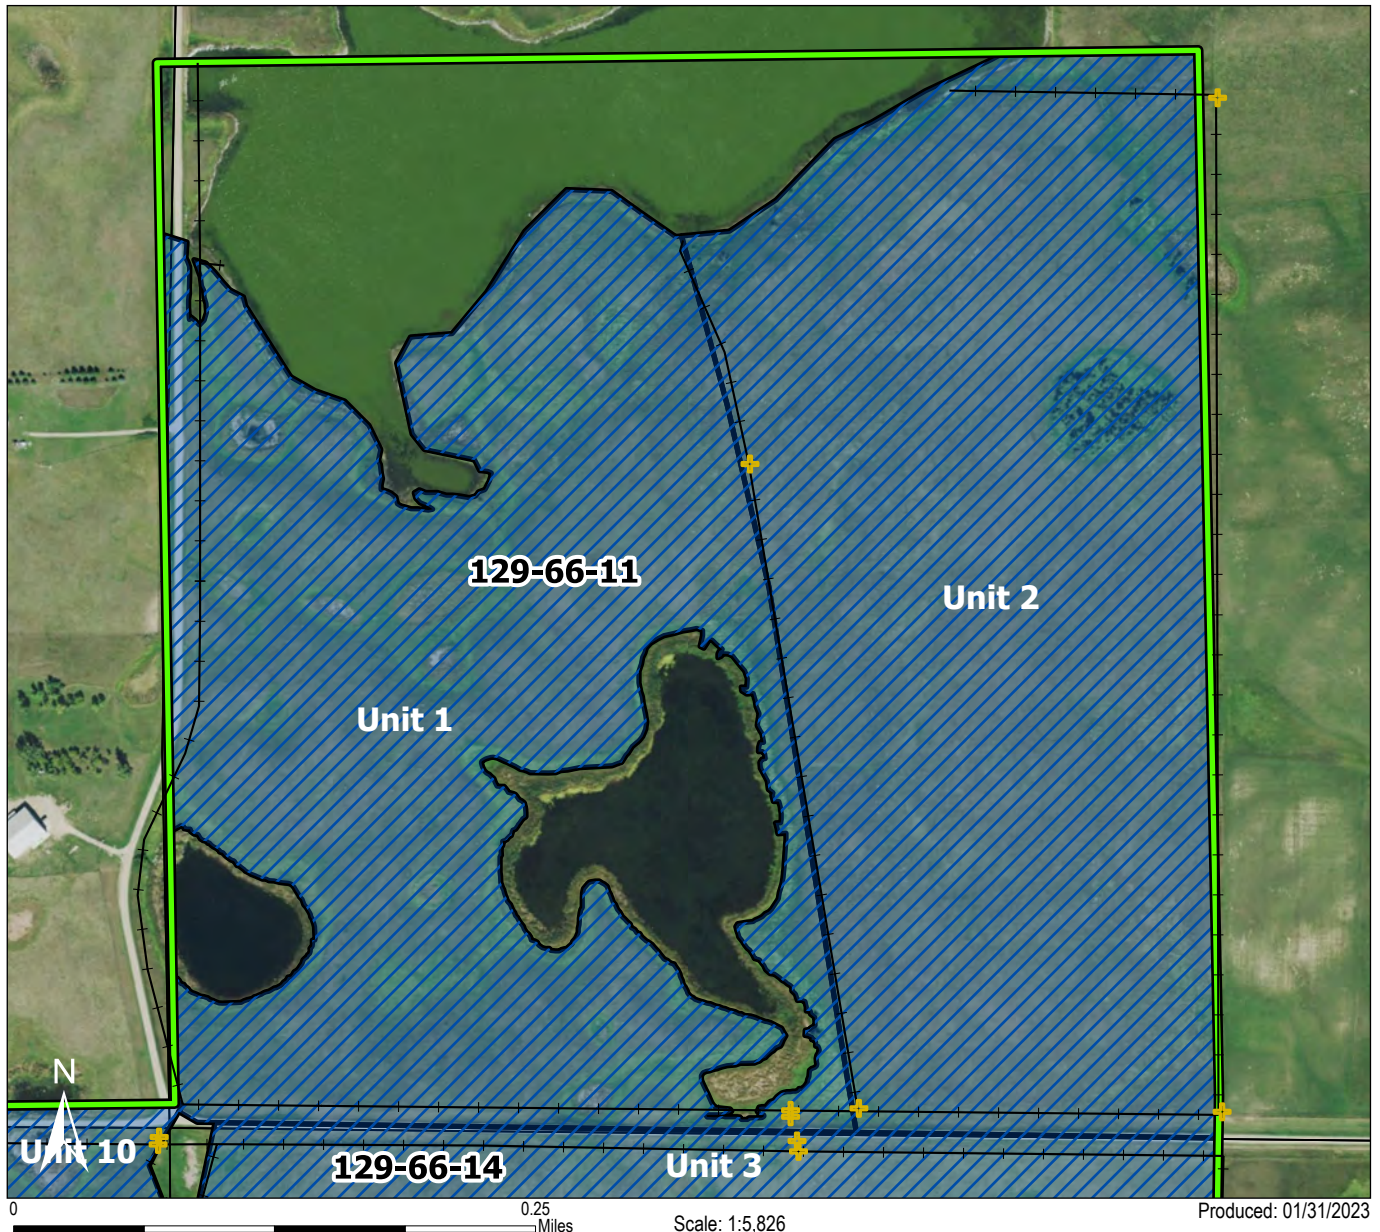 129-66-11
Unit 2
Unit 1
N
Unit 10
129-66-14
Unit 3
0
0.25
Miles
Scale: 1:5,826
Produced: 01/31/2023